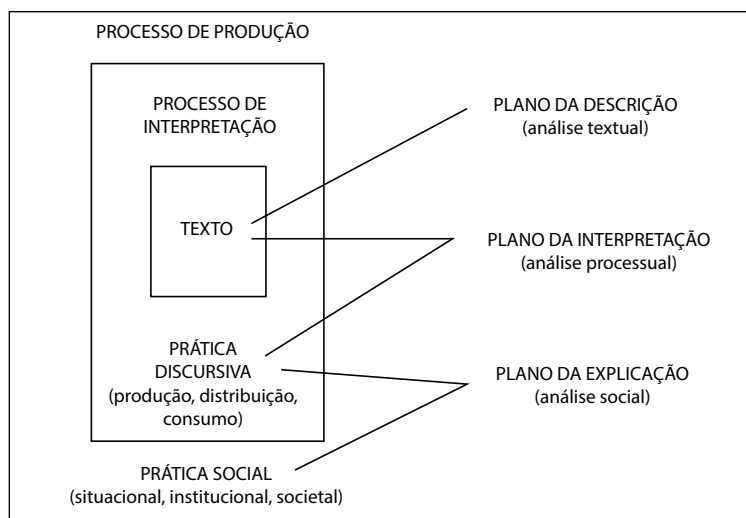 PROCESSO DE PRODUÇÃO
PROCESSO DE
INTERPRETAÇÃO
TEXTO
PRÁTICA
DISCURSIVA
(produção, distribuição,
consumo)
PRÁTICA SOCIAL
(situacional, institucional, societal)
PLANO DA DESCRIÇÃO
(análise textual)
PLANO DA INTERPRETAÇÃO
(análise processual)
PLANO DA EXPLICAÇÃO
(análise social)